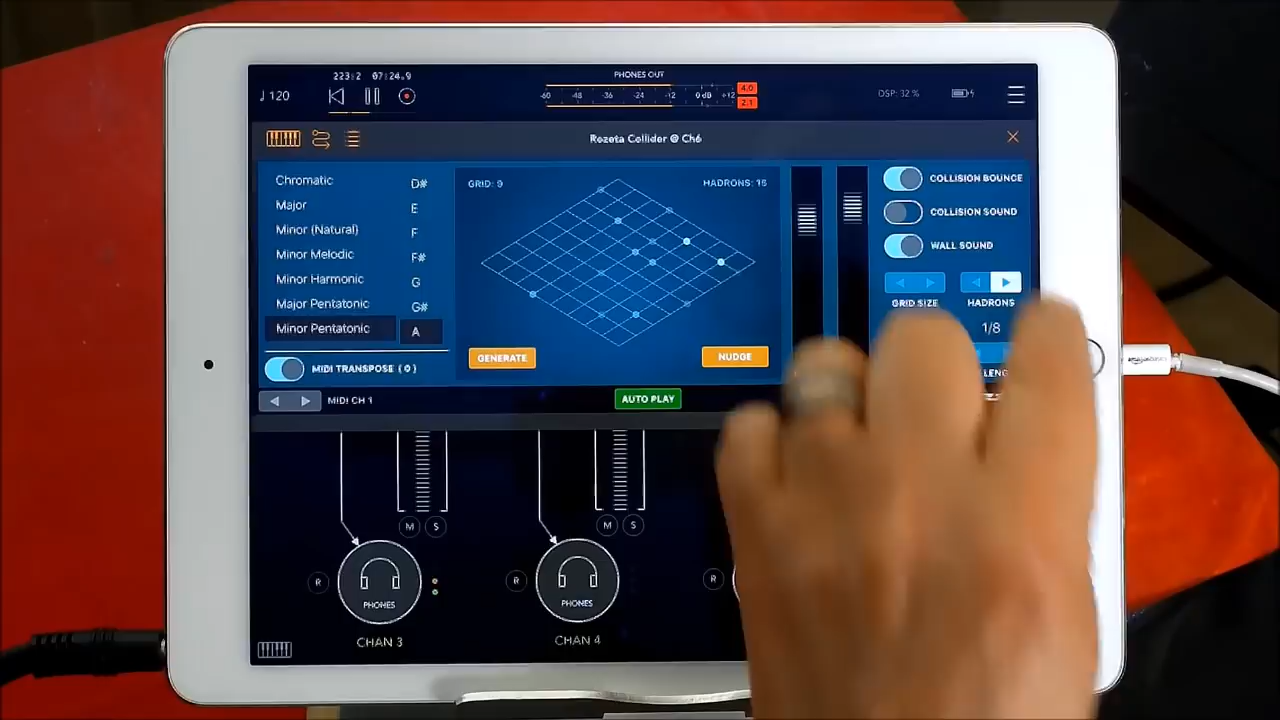 223:2 07:24.9
PHONES OUT
♩ 120
-60 -48 -36 -24 -12 0 dB +12
4.0
2.1
DSP: 32 %
Rozeta Collider @ Ch6
Chromatic
Major
Minor (Natural)
Minor Melodic
Minor Harmonic
Major Pentatonic
Minor Pentatonic
D#
E
F
F#
G
G#
A
GRID: 9
HADRONS: 15
GENERATE
NUDGE
COLLISION BOUNCE
COLLISION SOUND
WALL SOUND
GRID SIZE
HADRONS
1/8
MIDI TRANSPOSE ( 0 )
MIDI CH 1
AUTO PLAY
M S
M S
R
PHONES
R
PHONES
R
CHAN 3
CHAN 4